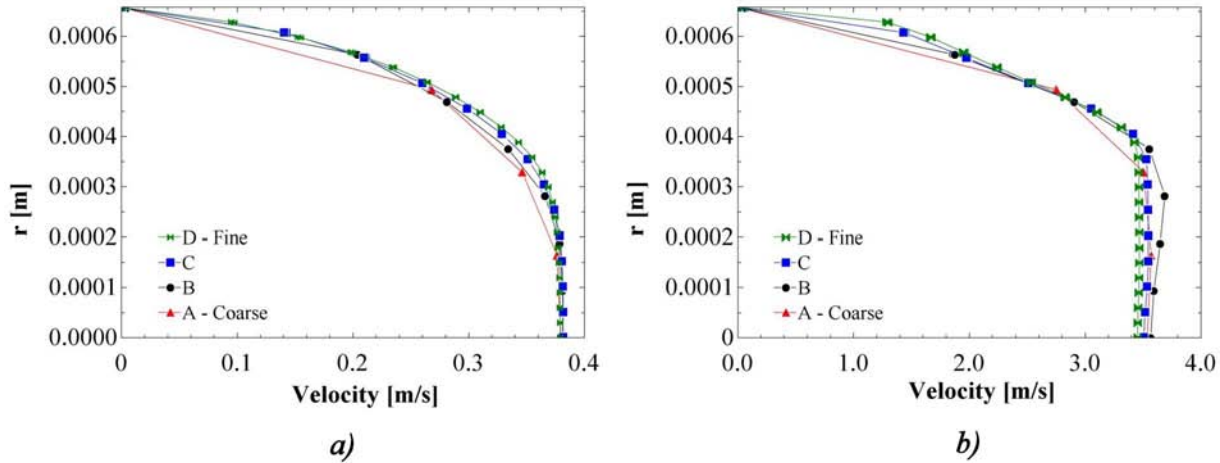 0.0006
0.0005
0.0004
0.0003
0.0002
0.0001
0.0000
r [m]
D - Fine
C
B
A - Coarse
0
0.1
0.2
0.3
0.4
Velocity [m/s]
a)
0.0006
0.0005
0.0004
0.0003
0.0002
0.0001
0
r [m]
D - Fine
C
B
A - Coarse
0.0
1.0
2.0
3.0
4.0
Velocity [m/s]
b)